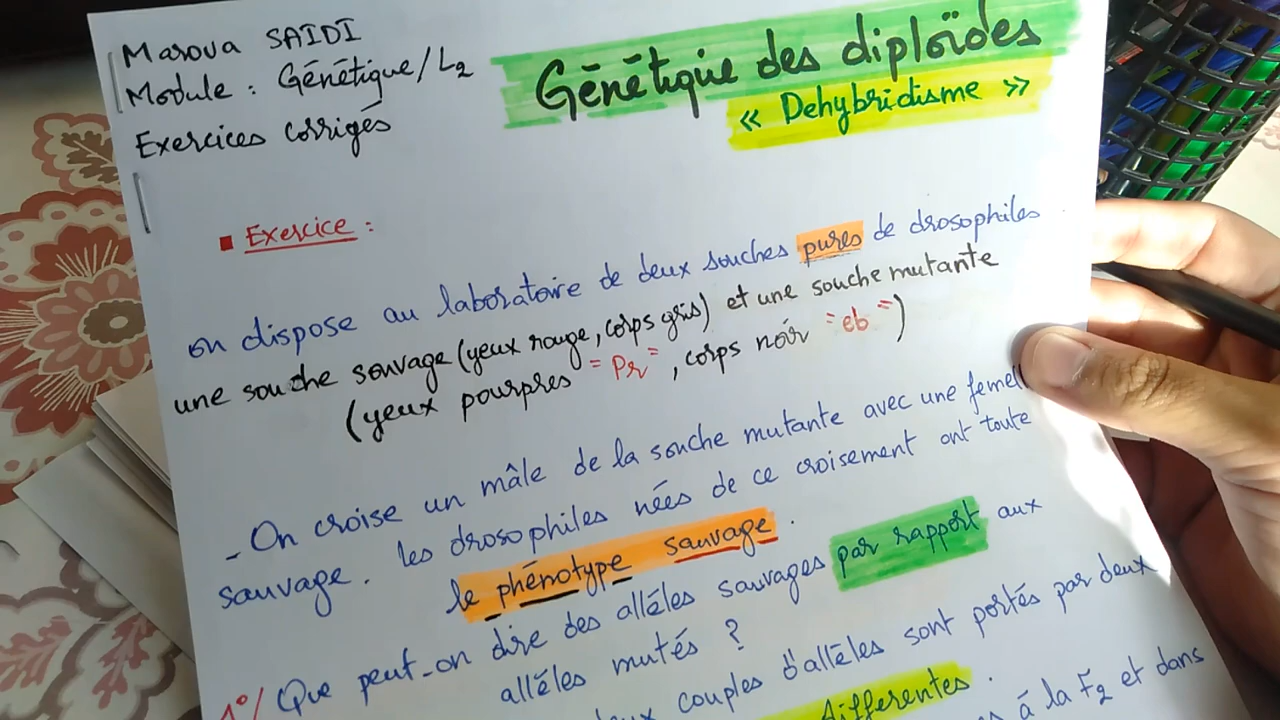 Marova SAIDI
Module : Génétique/L2
Exercices corrigés
Génétique des diploïdes
« Dehybridisme »
Exercice :
on dispose au laboratoire de deux souches pures de drosophiles
une souche souvage (yeux rouge, corps gris) et une souche mutante
(yeux pourpres "Pr", corps noir "eb")
_ On croise un mâle de la souche mutante avec une femel
sauvage. les drosophiles nées de ce croisement ont toute
le phénotype sauvage.
1°/ Que peut-on dire des allèles sauvages par rapport aux
allèles mutés ?
couples d'allèles sont portés par deux
differentes.
à la F2 et dans